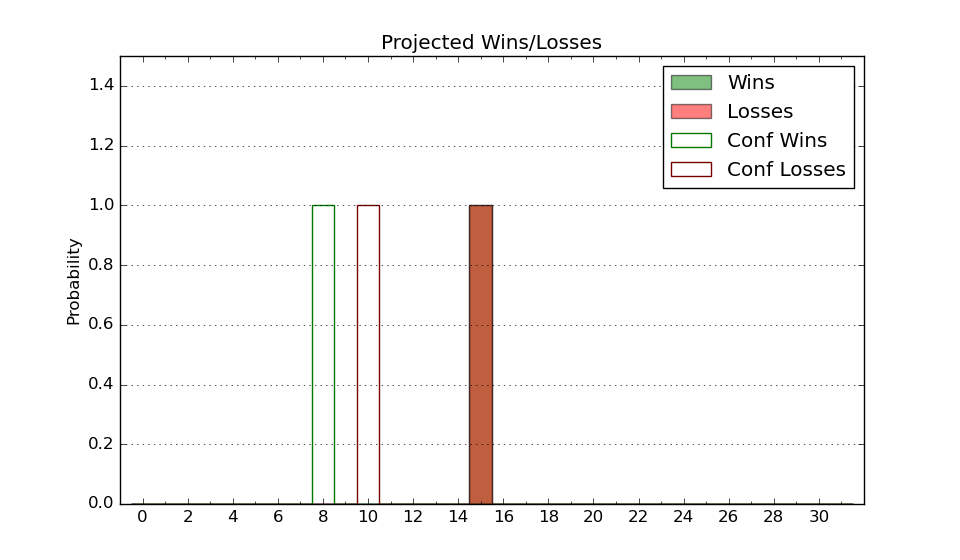 Projected Wins/Losses
Wins
Losses
Conf Wins
Conf Losses
Probability
1.4
1.2
1.0
0.8
0.6
0.4
0.2
0.0
0 2 4 6 8 10 12 14 16 18 20 22 24 26 28 30